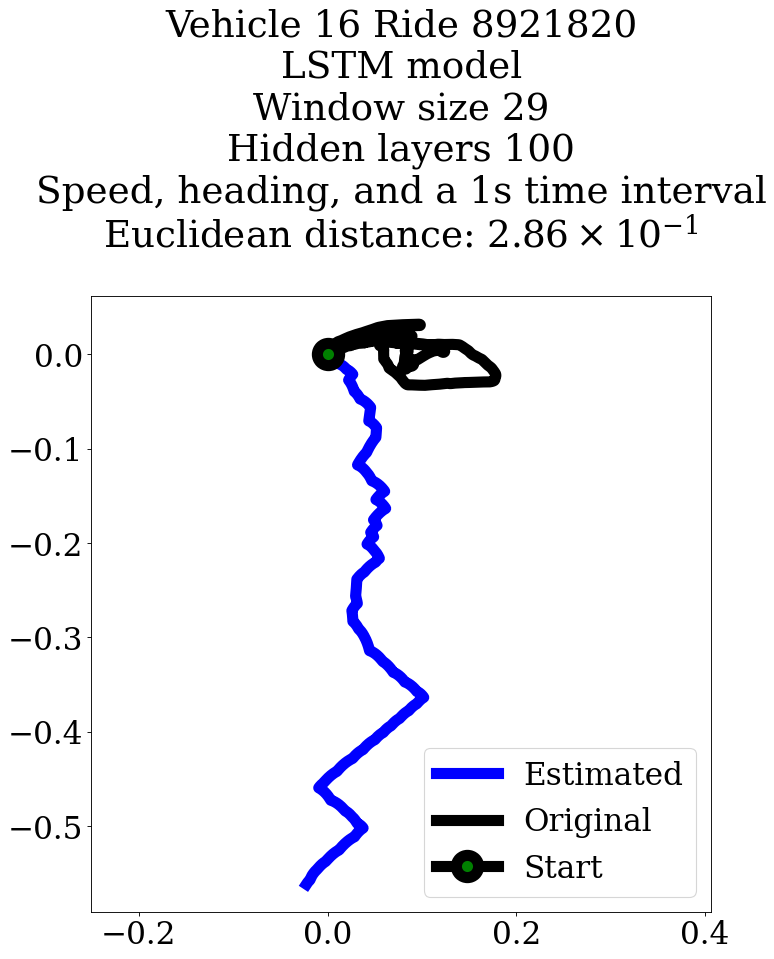 Vehicle 16 Ride 8921820
LSTM model
Window size 29
Hidden layers 100
Speed, heading, and a 1s time interval
Euclidean distance: 2.86 × 10⁻¹
0.0
−0.1
−0.2
−0.3
−0.4
−0.5
Estimated
Original
Start
−0.2
0.0
0.2
0.4